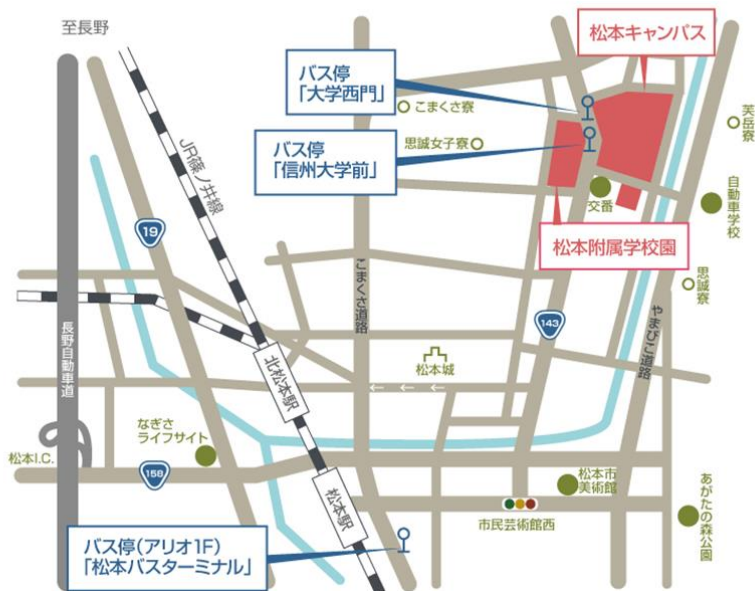 至長野
松本キャンパス
バス停
「大学西門」
こまくさ寮
バス停
「信州大学前」
思誠女子寮
芙岳寮
JR篠ノ井線
交番
自動車学校
松本附属学校園
19
思誠寮
こまくさ道路
143
やまびこ道路
長野自動車道
北松本駅
松本城
← ← ←
なぎさ
ライフサイト
松本I.C.
158
松本駅
松本市
美術館
市民芸術館西
あがたの森公園
バス停(アリオ1F)
「松本バスターミナル」